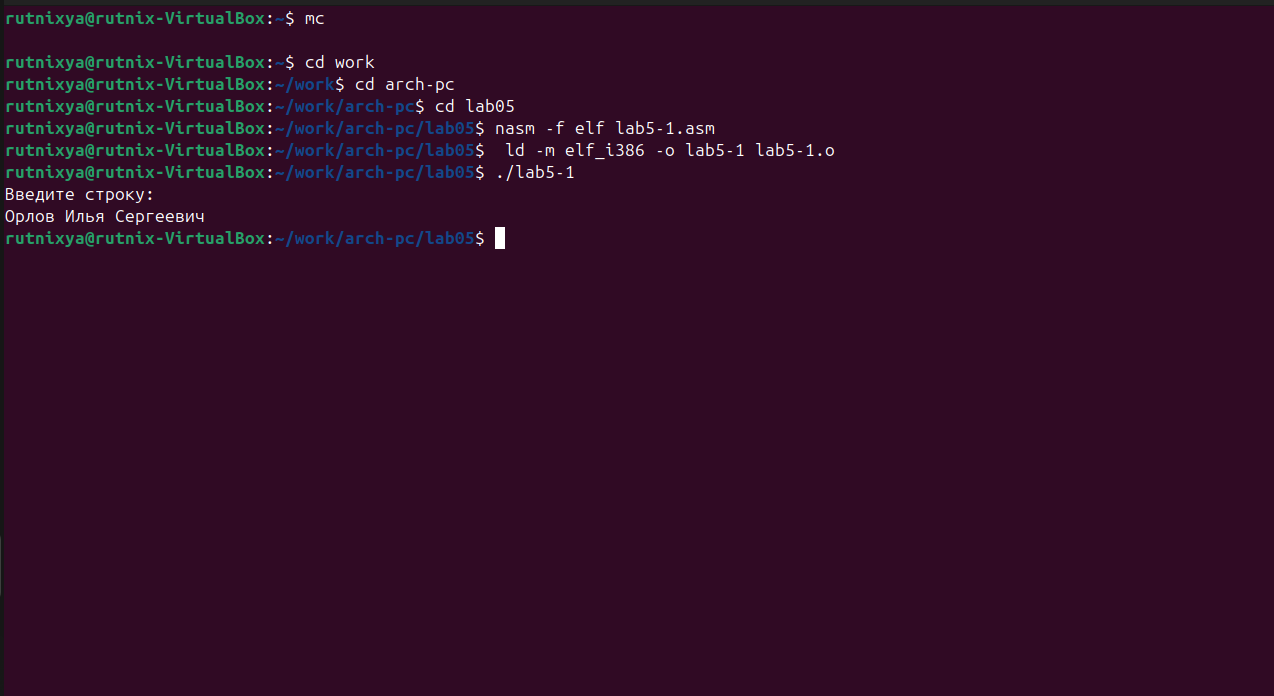 rutnixya@rutnix-VirtualBox:~$ mc
rutnixya@rutnix-VirtualBox:~$ cd work
rutnixya@rutnix-VirtualBox:~/work$ cd arch-pc
rutnixya@rutnix-VirtualBox:~/work/arch-pc$ cd lab05
rutnixya@rutnix-VirtualBox:~/work/arch-pc/lab05$ nasm -f elf lab5-1.asm
rutnixya@rutnix-VirtualBox:~/work/arch-pc/lab05$  ld -m elf_i386 -o lab5-1 lab5-1.o
rutnixya@rutnix-VirtualBox:~/work/arch-pc/lab05$ ./lab5-1
Введите строку:
Орлов Илья Сергеевич
rutnixya@rutnix-VirtualBox:~/work/arch-pc/lab05$